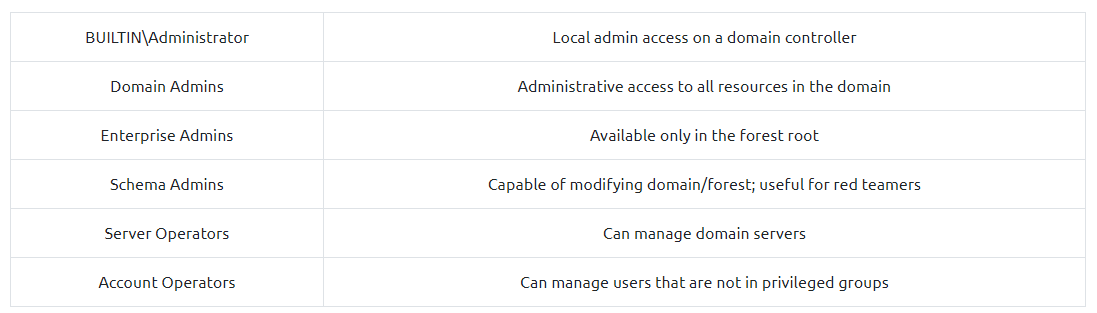 BUILTIN\Administrator Local admin access on a domain controller
Domain Admins Administrative access to all resources in the domain
Enterprise Admins Available only in the forest root
Schema Admins Capable of modifying domain/forest; useful for red teamers
Server Operators Can manage domain servers
Account Operators Can manage users that are not in privileged groups